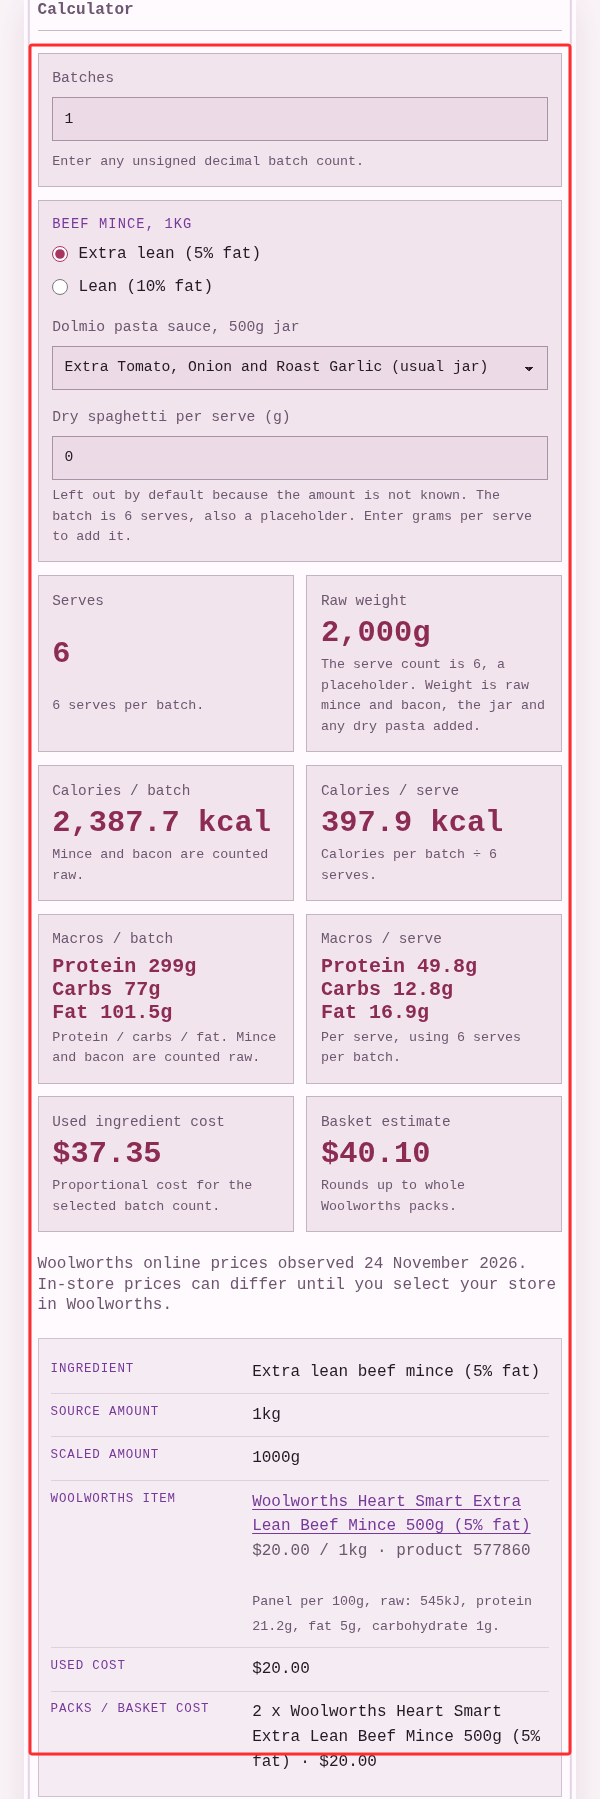 Calculator
Batches
1
Enter any unsigned decimal batch count.
BEEF MINCE, 1KG
Extra lean (5% fat)
Lean (10% fat)
Dolmio pasta sauce, 500g jar
Extra Tomato, Onion and Roast Garlic (usual jar)
Dry spaghetti per serve (g)
0
Left out by default because the amount is not known. The
batch is 6 serves, also a placeholder. Enter grams per serve
to add it.
Serves
6
6 serves per batch.
Raw weight
2,000g
The serve count is 6, a
placeholder. Weight is raw
mince and bacon, the jar and
any dry pasta added.
Calories / batch
2,387.7 kcal
Mince and bacon are counted
raw.
Calories / serve
397.9 kcal
Calories per batch ÷ 6
serves.
Macros / batch
Protein 299g
Carbs 77g
Fat 101.5g
Protein / carbs / fat. Mince
and bacon are counted raw.
Macros / serve
Protein 49.8g
Carbs 12.8g
Fat 16.9g
Per serve, using 6 serves
per batch.
Used ingredient cost
$37.35
Proportional cost for the
selected batch count.
Basket estimate
$40.10
Rounds up to whole
Woolworths packs.
Woolworths online prices observed 24 November 2026.
In-store prices can differ until you select your store
in Woolworths.
INGREDIENT
Extra lean beef mince (5% fat)
SOURCE AMOUNT
1kg
SCALED AMOUNT
1000g
WOOLWORTHS ITEM
Woolworths Heart Smart Extra
Lean Beef Mince 500g (5% fat)
$20.00 / 1kg · product 577860
Panel per 100g, raw: 545kJ, protein
21.2g, fat 5g, carbohydrate 1g.
USED COST
$20.00
PACKS / BASKET COST
2 x Woolworths Heart Smart
Extra Lean Beef Mince 500g (5%
fat) · $20.00